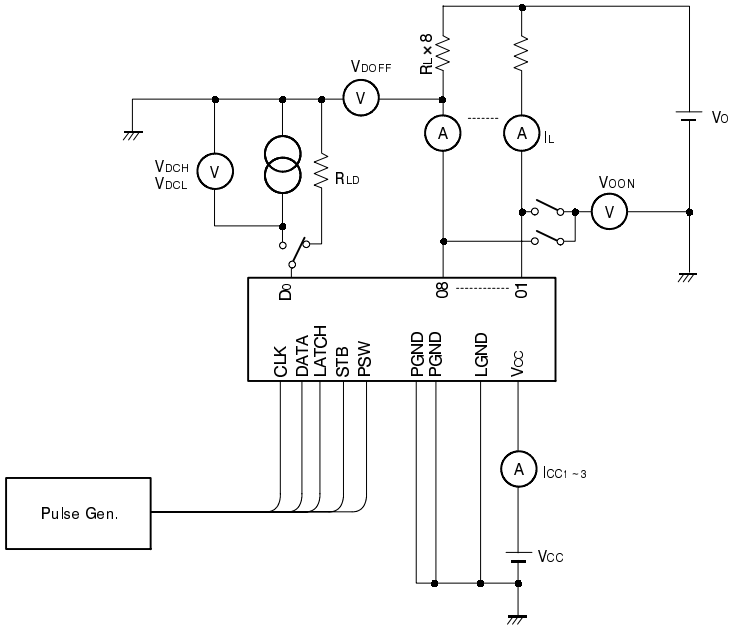 RL × 8
VDOFF
V
A
A
IL
VO
VDCH
VDCL
V
RLD
VOON
V
DO
08
01
CLK
DATA
LATCH
STB
PSW
PGND
PGND
LGND
VCC
A
ICC1 ~ 3
Pulse Gen.
VCC